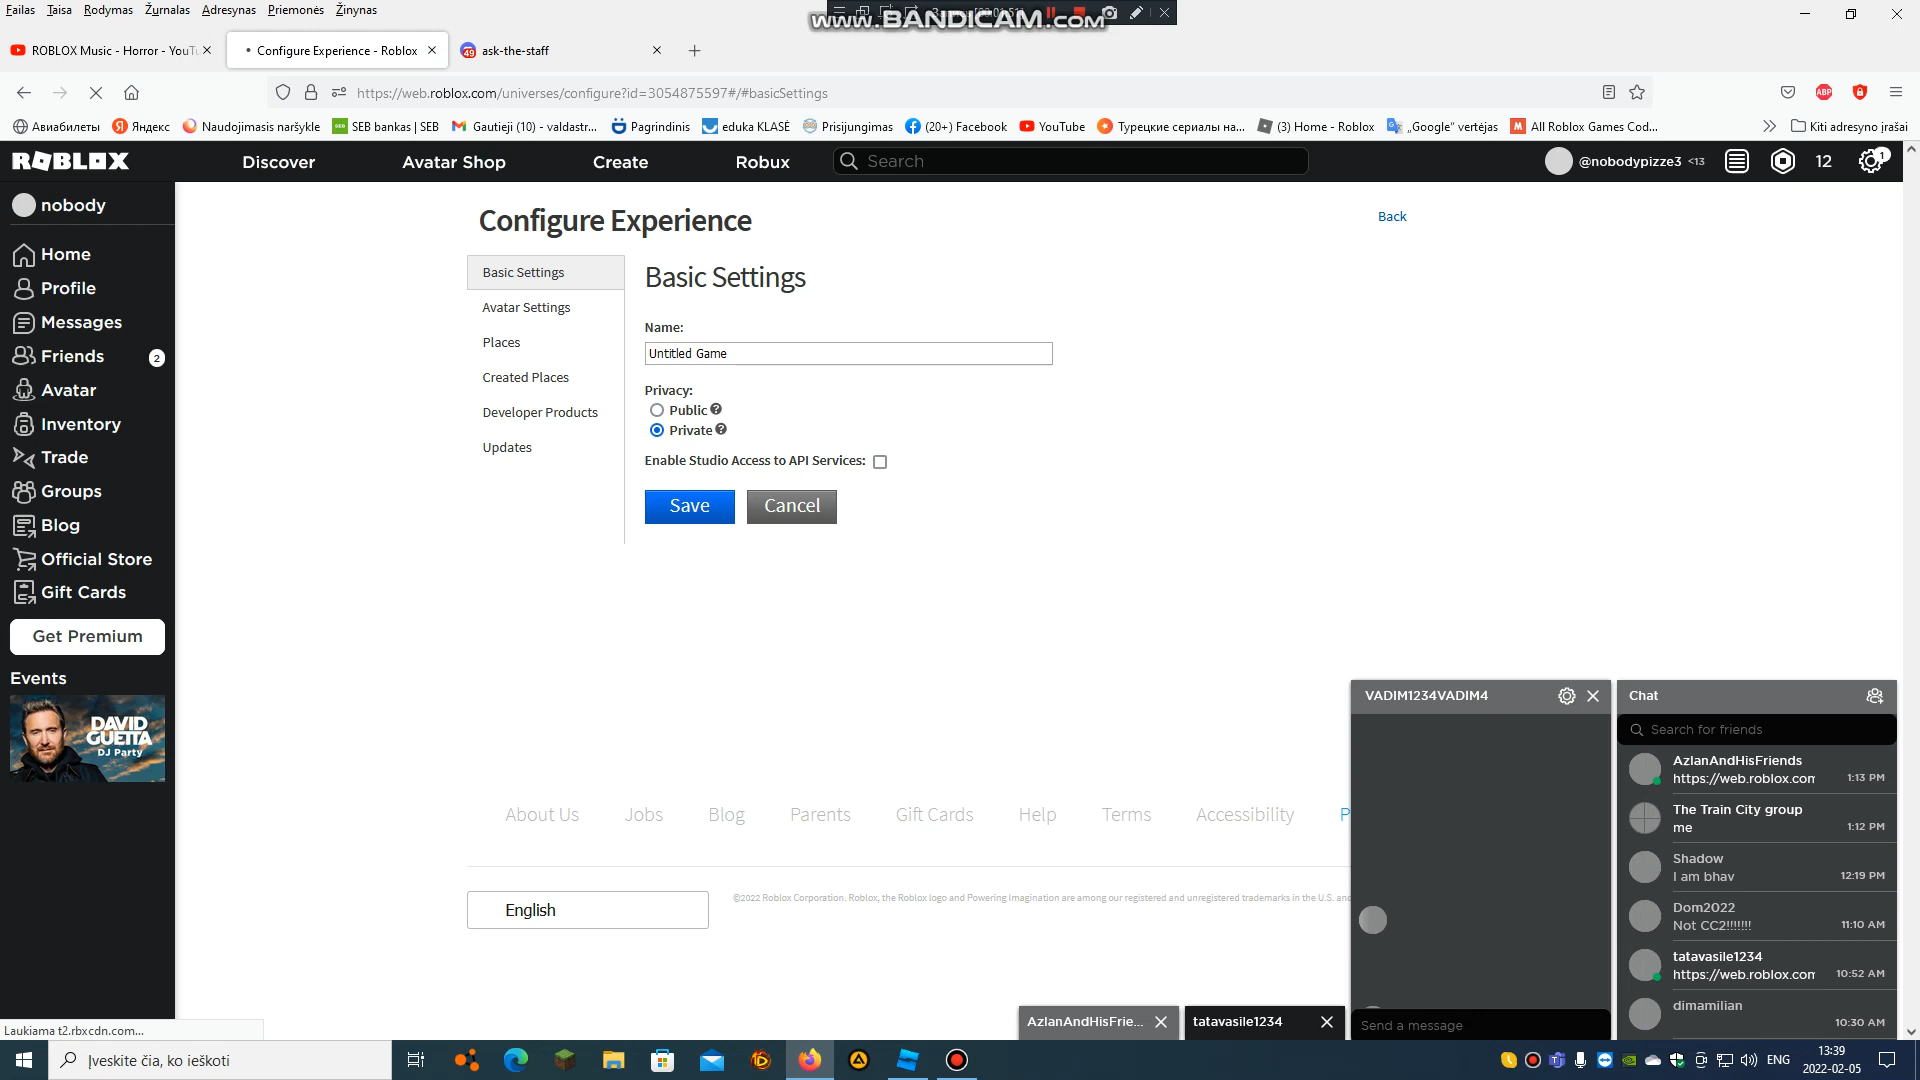 Failas Taisa Rodymas Žurnalas Adresynas Priemonės Žinynas
www.BANDICAM.com
ROBLOX Music - Horror - YouTu
Configure Experience - Roblox
ask-the-staff
https://web.roblox.com/universes/configure?id=3054875597#/#basicSettings
Авиабилеты Яндекс Naudojimasis naršykle SEB bankas | SEB Gautieji (10) - valdastr... Pagrindinis eduka KLASĖ Prisijungimas (20+) Facebook YouTube Турецкие сериалы на... (3) Home - Roblox „Google“ vertėjas All Roblox Games Cod... Kiti adresyno įrašai
ROBLOX Discover Avatar Shop Create Robux Search @nobodypizze3 <13 12 1
nobody
Home
Profile
Messages
Friends 2
Avatar
Inventory
Trade
Groups
Blog
Official Store
Gift Cards
Get Premium
Events
DAVID
GUETTA
DJ Party
Configure Experience
Back
Basic Settings
Avatar Settings
Places
Created Places
Developer Products
Updates
Basic Settings
Name:
Untitled Game
Privacy:
Public
Private
Enable Studio Access to API Services:
Save Cancel
About Us Jobs Blog Parents Gift Cards Help Terms Accessibility P
English
©2022 Roblox Corporation. Roblox, the Roblox logo and Powering Imagination are among our registered and unregistered trademarks in the U.S. and
VADIM1234VADIM4
Send a message
Chat
Search for friends
AzlanAndHisFriends
https://web.roblox.com 1:13 PM
The Train City group
me 1:12 PM
Shadow
I am bhav 12:19 PM
Dom2022
Not CC2!!!!!!! 11:10 AM
tatavasile1234
https://web.roblox.com 10:52 AM
dimamilian
10:30 AM
AzlanAndHisFrie...
tatavasile1234
Laukiama t2.rbxcdn.com...
Įveskite čia, ko ieškoti
ENG
13:39
2022-02-05